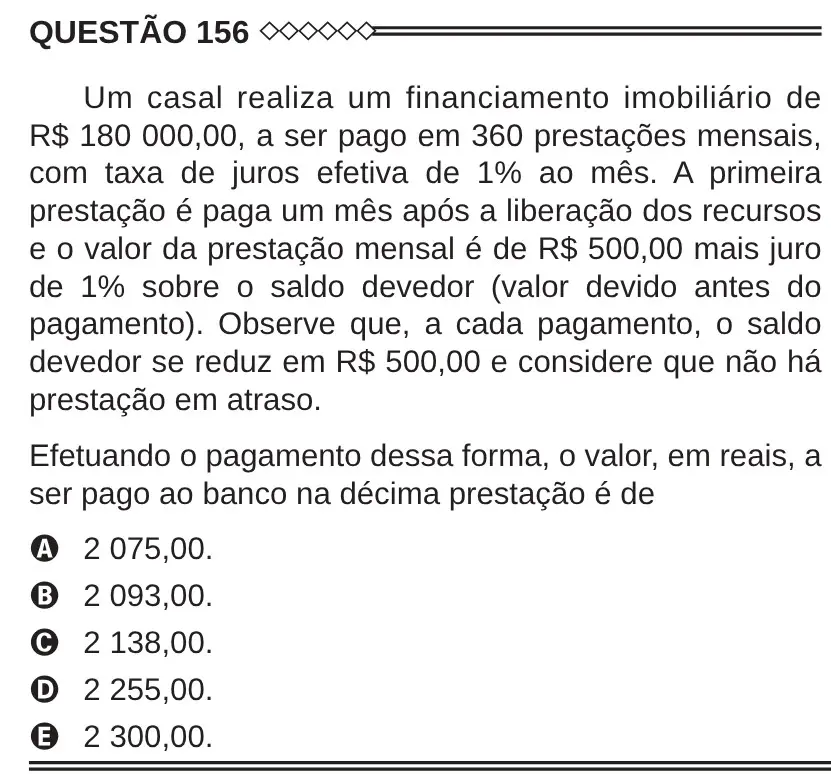 QUESTÃO 156
Um casal realiza um financiamento imobiliário de
R$ 180 000,00, a ser pago em 360 prestações mensais,
com taxa de juros efetiva de 1% ao mês. A primeira
prestação é paga um mês após a liberação dos recursos
e o valor da prestação mensal é de R$ 500,00 mais juro
de 1% sobre o saldo devedor (valor devido antes do
pagamento). Observe que, a cada pagamento, o saldo
devedor se reduz em R$ 500,00 e considere que não há
prestação em atraso.
Efetuando o pagamento dessa forma, o valor, em reais, a
ser pago ao banco na décima prestação é de
A 2 075,00.
B 2 093,00.
C 2 138,00.
D 2 255,00.
E 2 300,00.